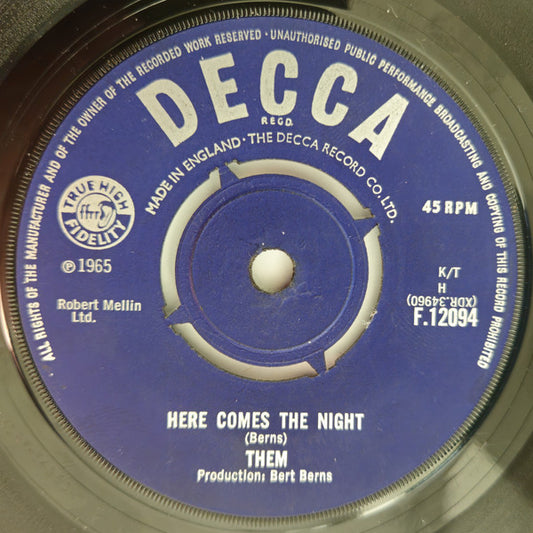 ALL RIGHTS OF THE MANUFACTURER AND OF THE OWNER OF THE RECORDED WORK RESERVED · UNAUTHORISED PUBLIC PERFORMANCE BROADCASTING AND COPYING OF THIS RECORD PROHIBITED
DECCA
REGD.
MADE IN ENGLAND · THE DECCA RECORD CO. LTD.
TRUE HIGH
ffrr
FIDELITY
45 RPM
℗ 1965
K/T
H
Robert Mellin
Ltd.
(XDR.34960)
F.12094
HERE COMES THE NIGHT
(Berns)
THEM
Production: Bert Berns